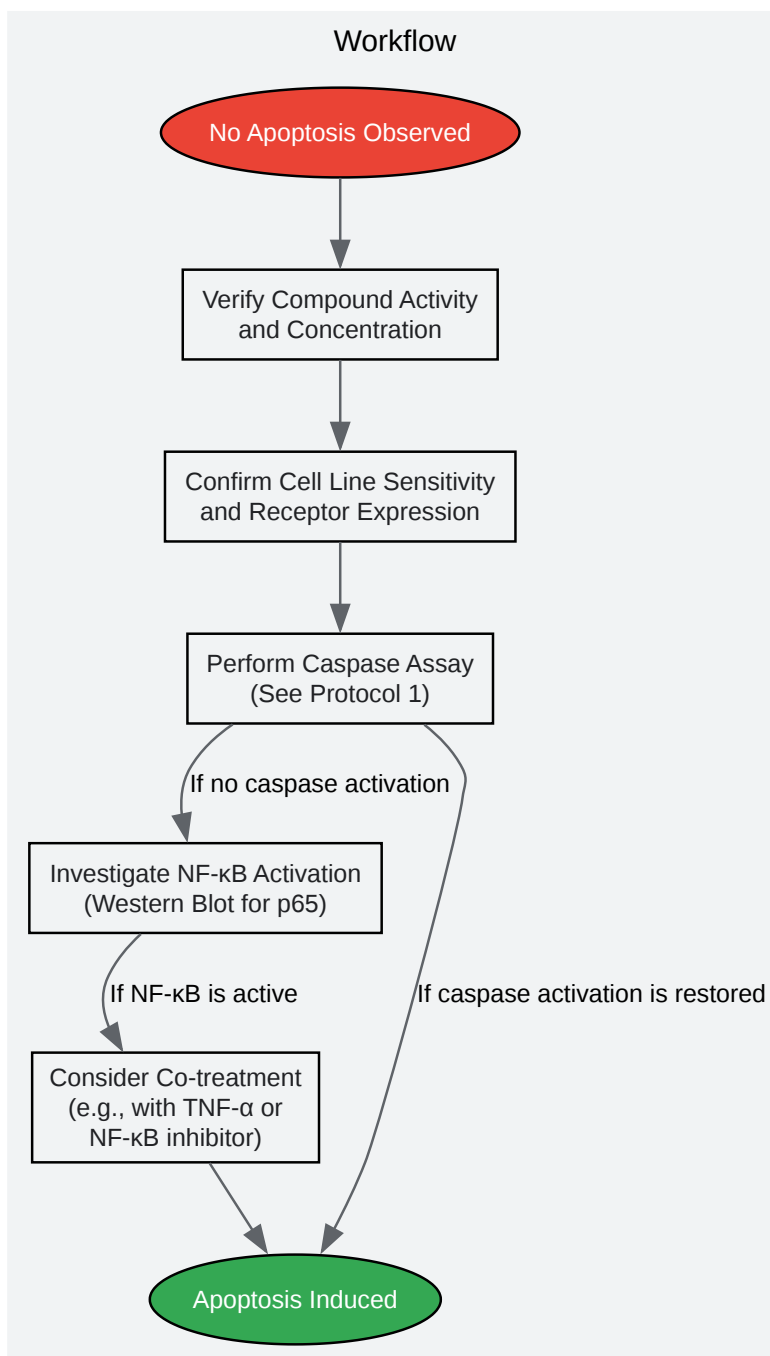 Workflow
No Apoptosis Observed
Verify Compound Activity
and Concentration
Confirm Cell Line Sensitivity
and Receptor Expression
Perform Caspase Assay
(See Protocol 1)
If no caspase activation
Investigate NF-κB Activation
(Western Blot for p65)
If NF-κB is active
If caspase activation is restored
Consider Co-treatment
(e.g., with TNF-α or
NF-κB inhibitor)
Apoptosis Induced